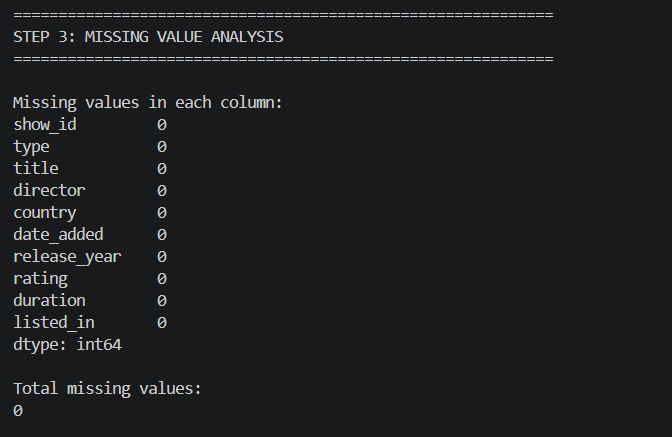 ============================================================
STEP 3: MISSING VALUE ANALYSIS
============================================================
Missing values in each column:
show_id         0
type            0
title           0
director        0
country         0
date_added      0
release_year    0
rating          0
duration        0
listed_in       0
dtype: int64
Total missing values:
0